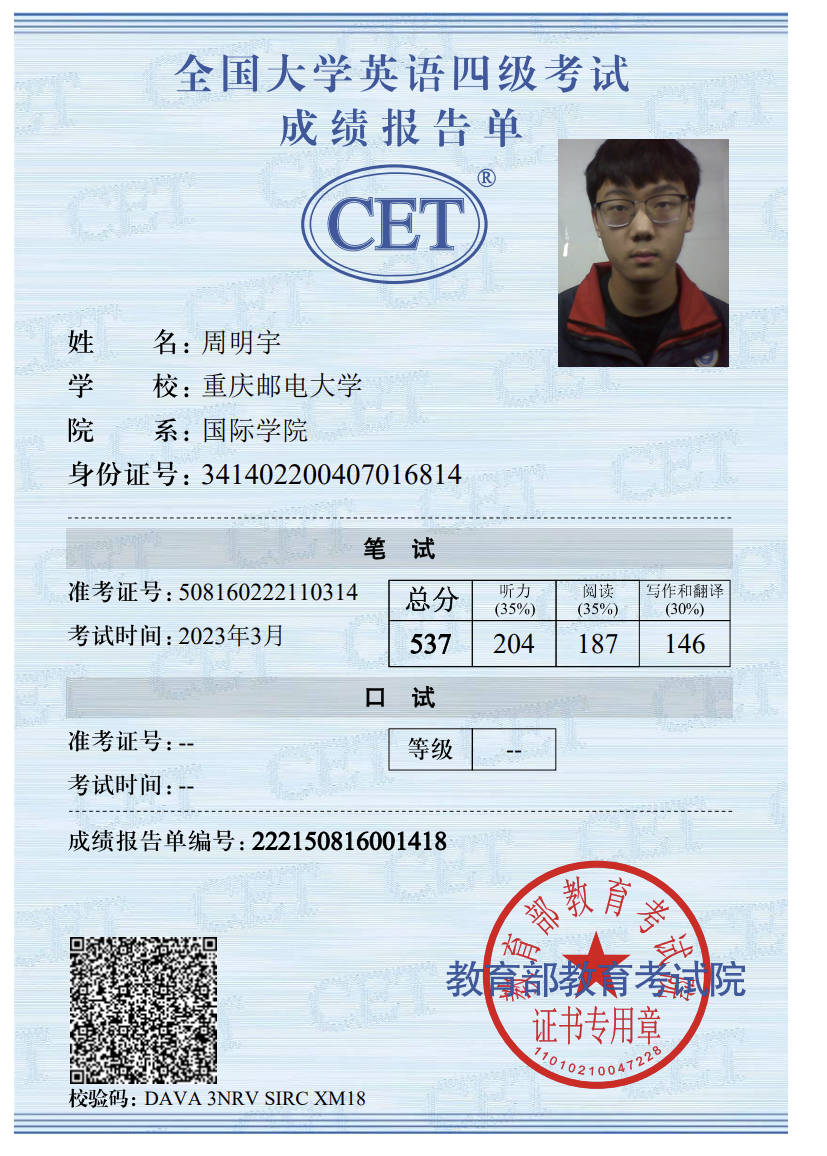 全国大学英语四级考试
成绩报告单
CET®
姓 名：周明宇
学 校：重庆邮电大学
院 系：国际学院
身份证号：341402200407016814
笔 试
准考证号：508160222110314
考试时间：2023年3月
总分 听力(35%) 阅读(35%) 写作和翻译(30%)
537 204 187 146
口 试
准考证号：--
等级 --
考试时间：--
成绩报告单编号：222150816001418
教育部教育考试院
教育部教育考试院
证书专用章
11010210047228
校验码：DAVA 3NRV SIRC XM18